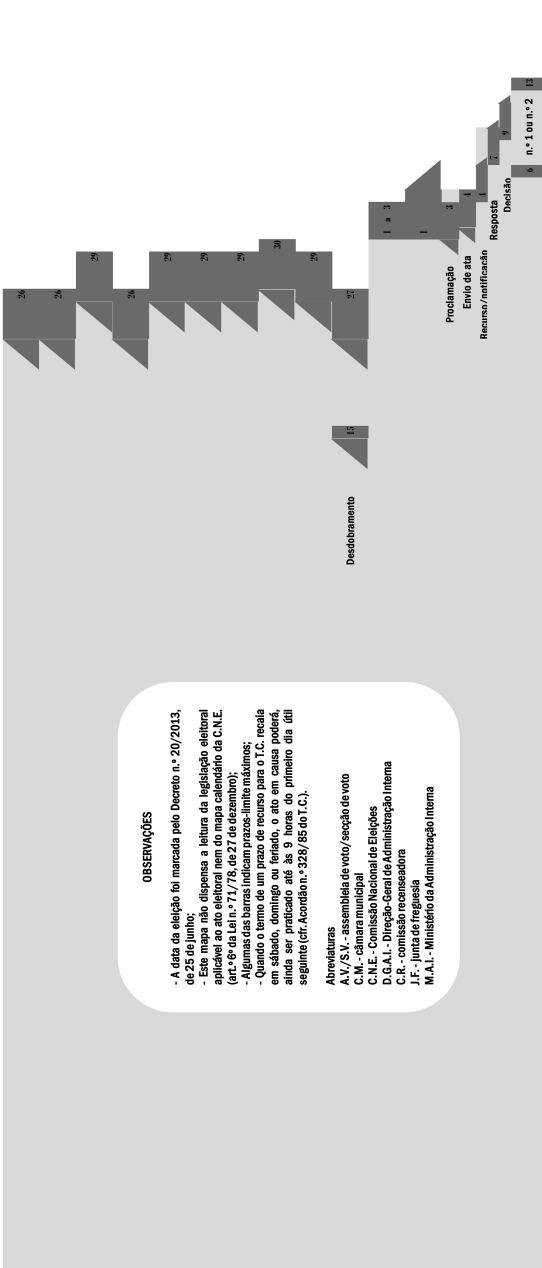 26
26
29
26
29
29
29
30
29
27
15
Desdobramento
1 a 3
1
3
4
4
7
9
6
13
n.º 1 ou n.º 2
Proclamação
Envio de ata
Recurso/notificação
Resposta
Decisão
OBSERVAÇÕES
- A data da eleição foi marcada pelo Decreto n.º 20/2013,
de 25 de junho;
- Este mapa não dispensa a leitura da legislação eleitoral
aplicável ao ato eleitoral nem do mapa calendário da C.N.E.
(art.º 6º da Lei n.º 71/78, de 27 de dezembro);
- Algumas das barras indicam prazos-limite máximos;
- Quando o termo de um prazo de recurso para o T.C. recaia
em sábado, domingo ou feriado, o ato em causa poderá,
ainda ser praticado até às 9 horas do primeiro dia útil
seguinte (cfr. Acordão n.º 328/85 do T.C.).
Abreviaturas
A.V./S.V. - assembleia de voto/secção de voto
C.M. - câmara municipal
C.N.E. - Comissão Nacional de Eleições
D.G.A.I. - Direção-Geral de Administração Interna
C.R. - comissão recenseadora
J.F. - junta de freguesia
M.A.I. - Ministério da Administração Interna